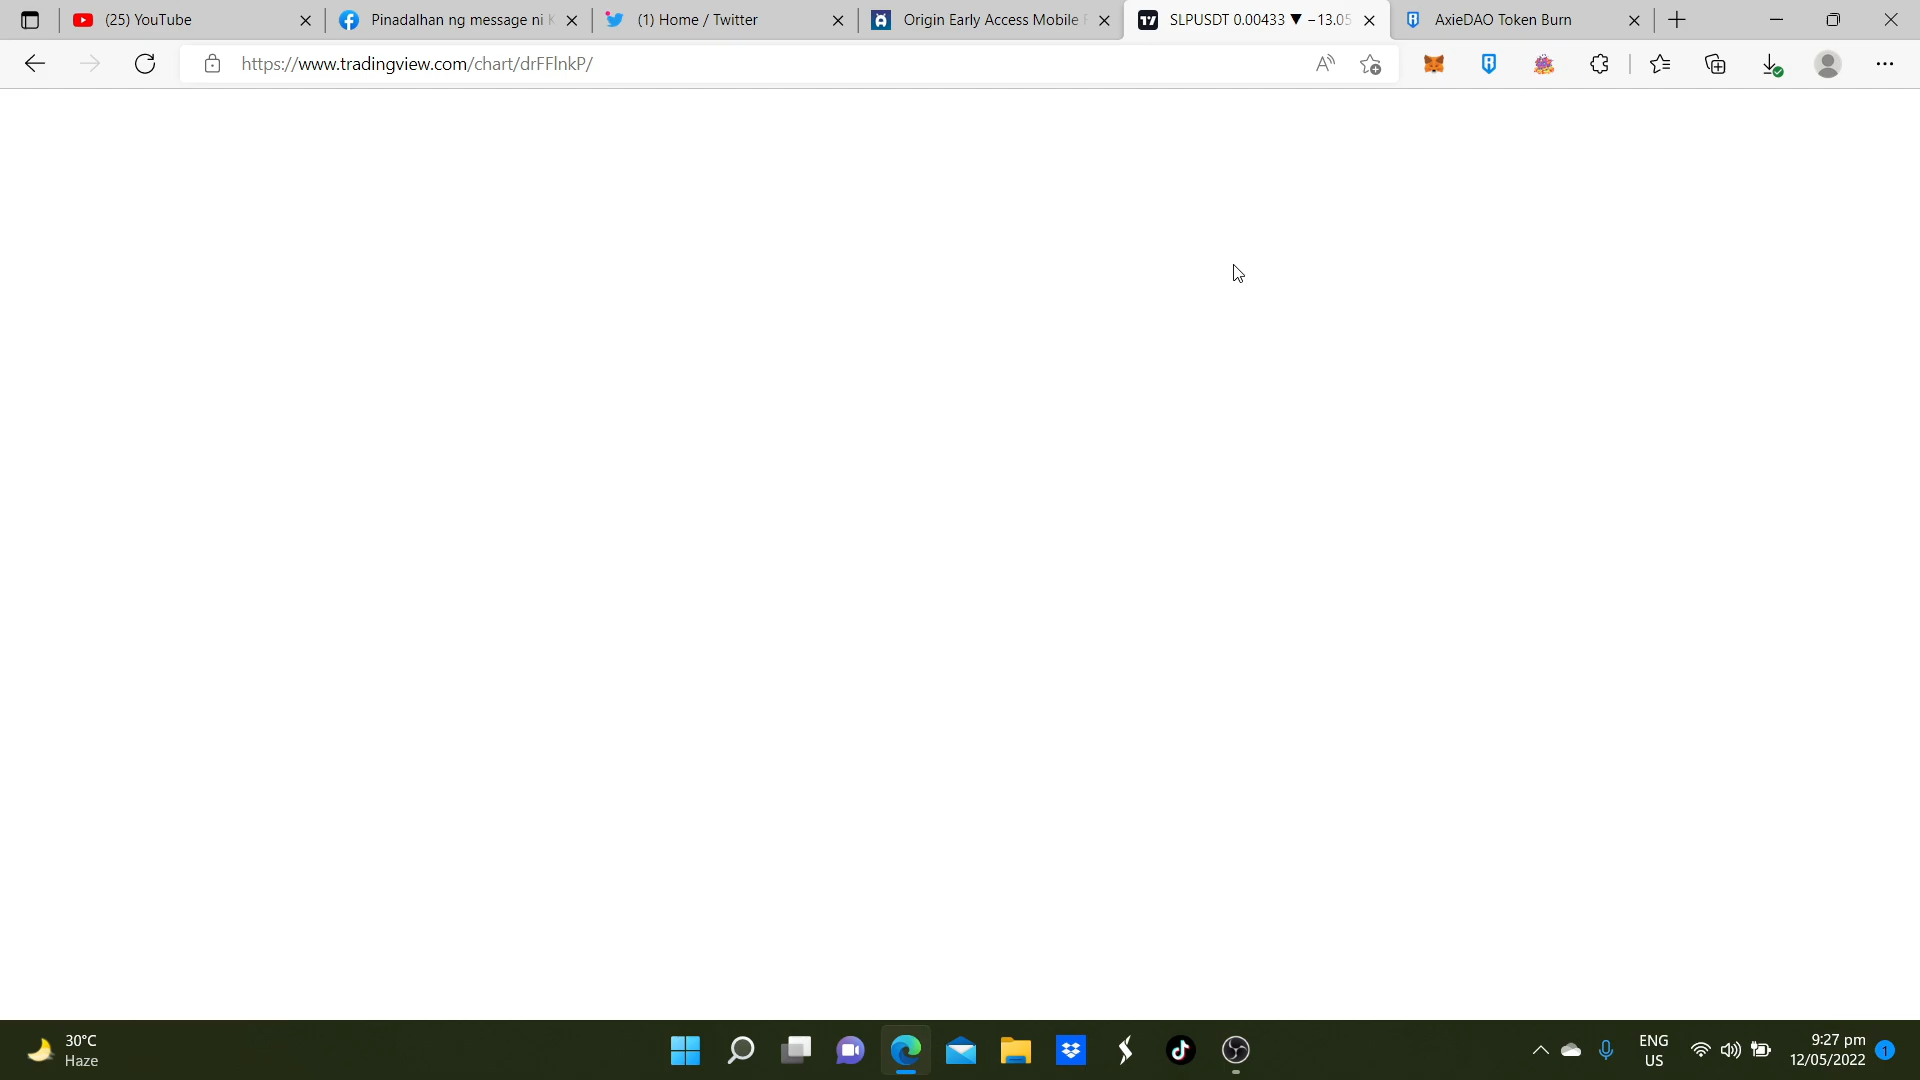 (25) YouTube
Pinadalhan ng message ni
(1) Home / Twitter
Origin Early Access Mobile
SLPUSDT 0.00433 ▼ −13.05
AxieDAO Token Burn
https://www.tradingview.com/chart/drFFlnkP/
30°C
Haze
ENG
US
9:27 pm
12/05/2022
1